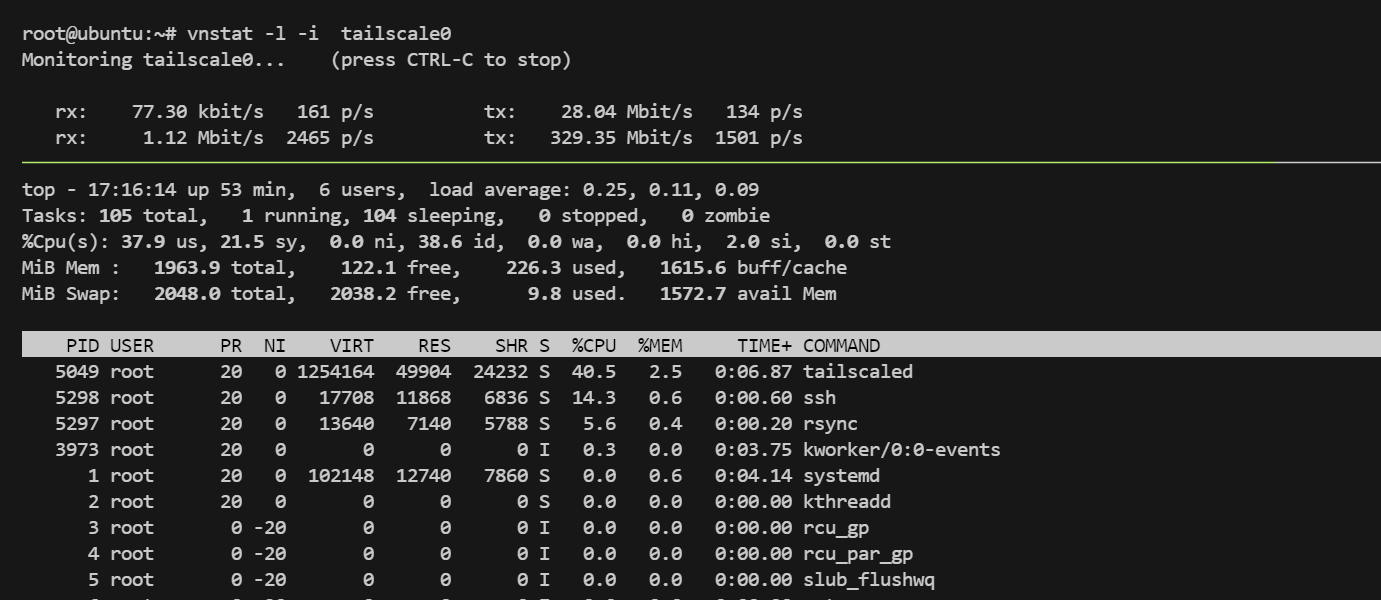 root@ubuntu:~# vnstat -l -i  tailscale0
Monitoring tailscale0...    (press CTRL-C to stop)
   rx:    77.30 kbit/s   161 p/s          tx:    28.04 Mbit/s   134 p/s
   rx:     1.12 Mbit/s  2465 p/s          tx:   329.35 Mbit/s  1501 p/s
top - 17:16:14 up 53 min,  6 users,  load average: 0.25, 0.11, 0.09
Tasks: 105 total,   1 running, 104 sleeping,   0 stopped,   0 zombie
%Cpu(s): 37.9 us, 21.5 sy,  0.0 ni, 38.6 id,  0.0 wa,  0.0 hi,  2.0 si,  0.0 st
MiB Mem :   1963.9 total,    122.1 free,    226.3 used,   1615.6 buff/cache
MiB Swap:   2048.0 total,   2038.2 free,      9.8 used.   1572.7 avail Mem
    PID USER      PR  NI    VIRT    RES    SHR S  %CPU  %MEM     TIME+ COMMAND
   5049 root      20   0 1254164  49904  24232 S  40.5   2.5   0:06.87 tailscaled
   5298 root      20   0   17708  11868   6836 S  14.3   0.6   0:00.60 ssh
   5297 root      20   0   13640   7140   5788 S   5.6   0.4   0:00.20 rsync
   3973 root      20   0       0      0      0 I   0.3   0.0   0:03.75 kworker/0:0-events
      1 root      20   0  102148  12740   7860 S   0.0   0.6   0:04.14 systemd
      2 root      20   0       0      0      0 S   0.0   0.0   0:00.00 kthreadd
      3 root       0 -20       0      0      0 I   0.0   0.0   0:00.00 rcu_gp
      4 root       0 -20       0      0      0 I   0.0   0.0   0:00.00 rcu_par_gp
      5 root       0 -20       0      0      0 I   0.0   0.0   0:00.00 slub_flushwq